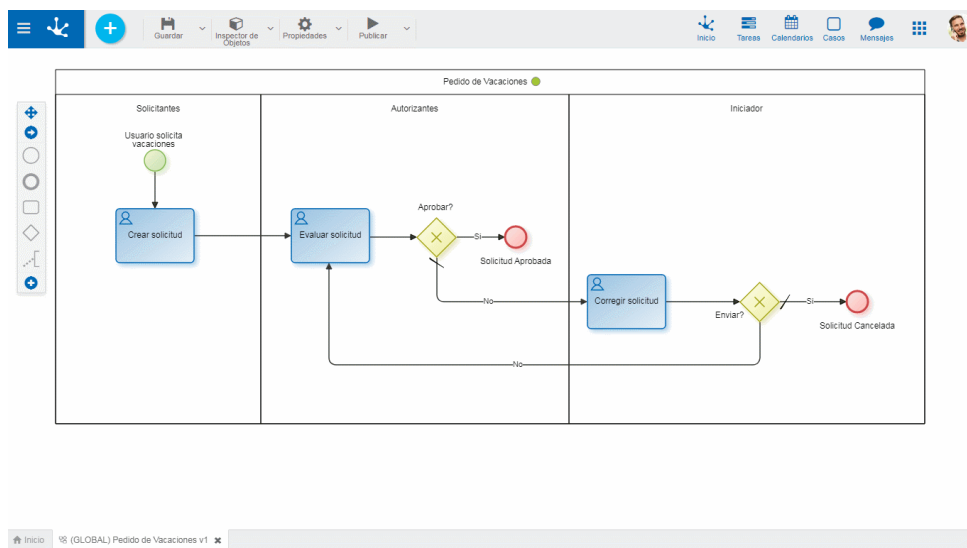 Guardar
Inspector de
Objetos
Propiedades
Publicar
Inicio
Tareas
Calendarios
Casos
Mensajes
Pedido de Vacaciones
Solicitantes
Autorizantes
Iniciador
Usuario solicita
vacaciones
Crear solicitud
Evaluar solicitud
Aprobar?
Si
Solicitud Aprobada
No
Corregir solicitud
Enviar?
Si
Solicitud Cancelada
No
Inicio
(GLOBAL) Pedido de Vacaciones v1